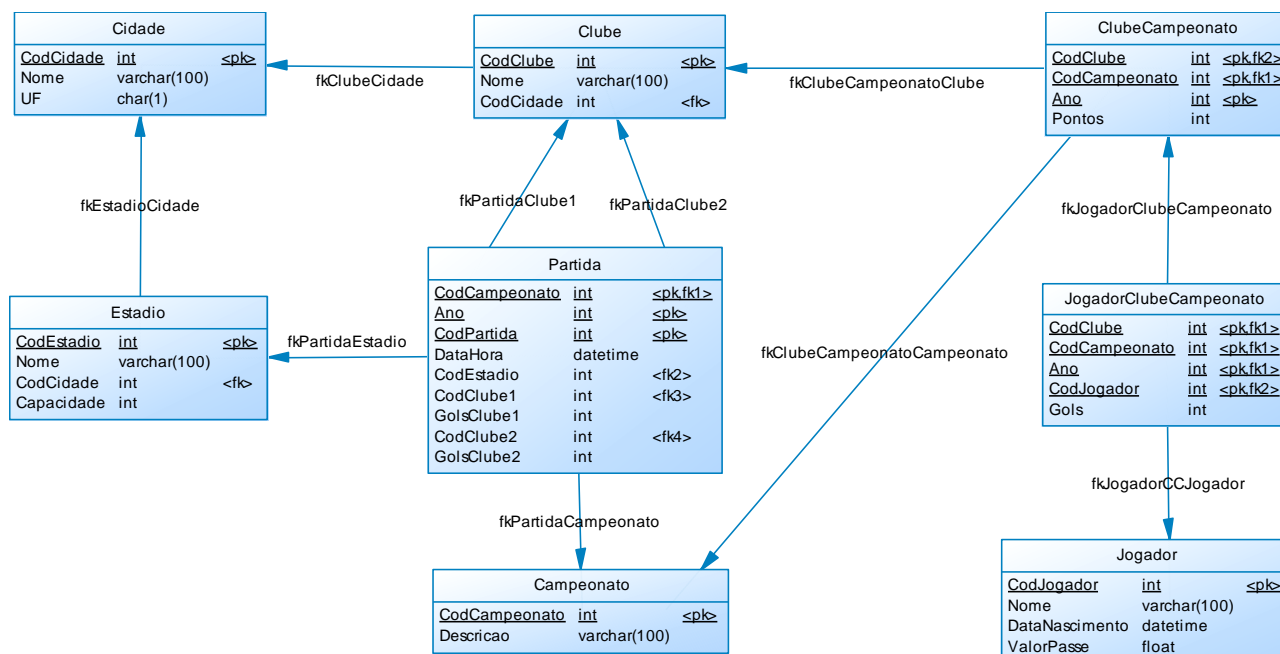 Cidade
CodCidade int <pk>
Nome varchar(100)
UF char(1)
Clube
CodClube int <pk>
Nome varchar(100)
CodCidade int <fk>
ClubeCampeonato
CodClube int <pk,fk2>
CodCampeonato int <pk,fk1>
Ano int <pk>
Pontos int
fkClubeCidade
fkClubeCampeonatoClube
fkEstadioCidade
fkPartidaClube1
fkPartidaClube2
fkJogadorClubeCampeonato
Partida
CodCampeonato int <pk,fk1>
Ano int <pk>
CodPartida int <pk>
DataHora datetime
CodEstadio int <fk2>
CodClube1 int <fk3>
GolsClube1 int
CodClube2 int <fk4>
GolsClube2 int
Estadio
CodEstadio int <pk>
Nome varchar(100)
CodCidade int <fk>
Capacidade int
fkPartidaEstadio
fkClubeCampeonatoCampeonato
JogadorClubeCampeonato
CodClube int <pk,fk1>
CodCampeonato int <pk,fk1>
Ano int <pk,fk1>
CodJogador int <pk,fk2>
Gols int
fkJogadorCCJogador
fkPartidaCampeonato
Campeonato
CodCampeonato int <pk>
Descricao varchar(100)
Jogador
CodJogador int <pk>
Nome varchar(100)
DataNascimento datetime
ValorPasse float